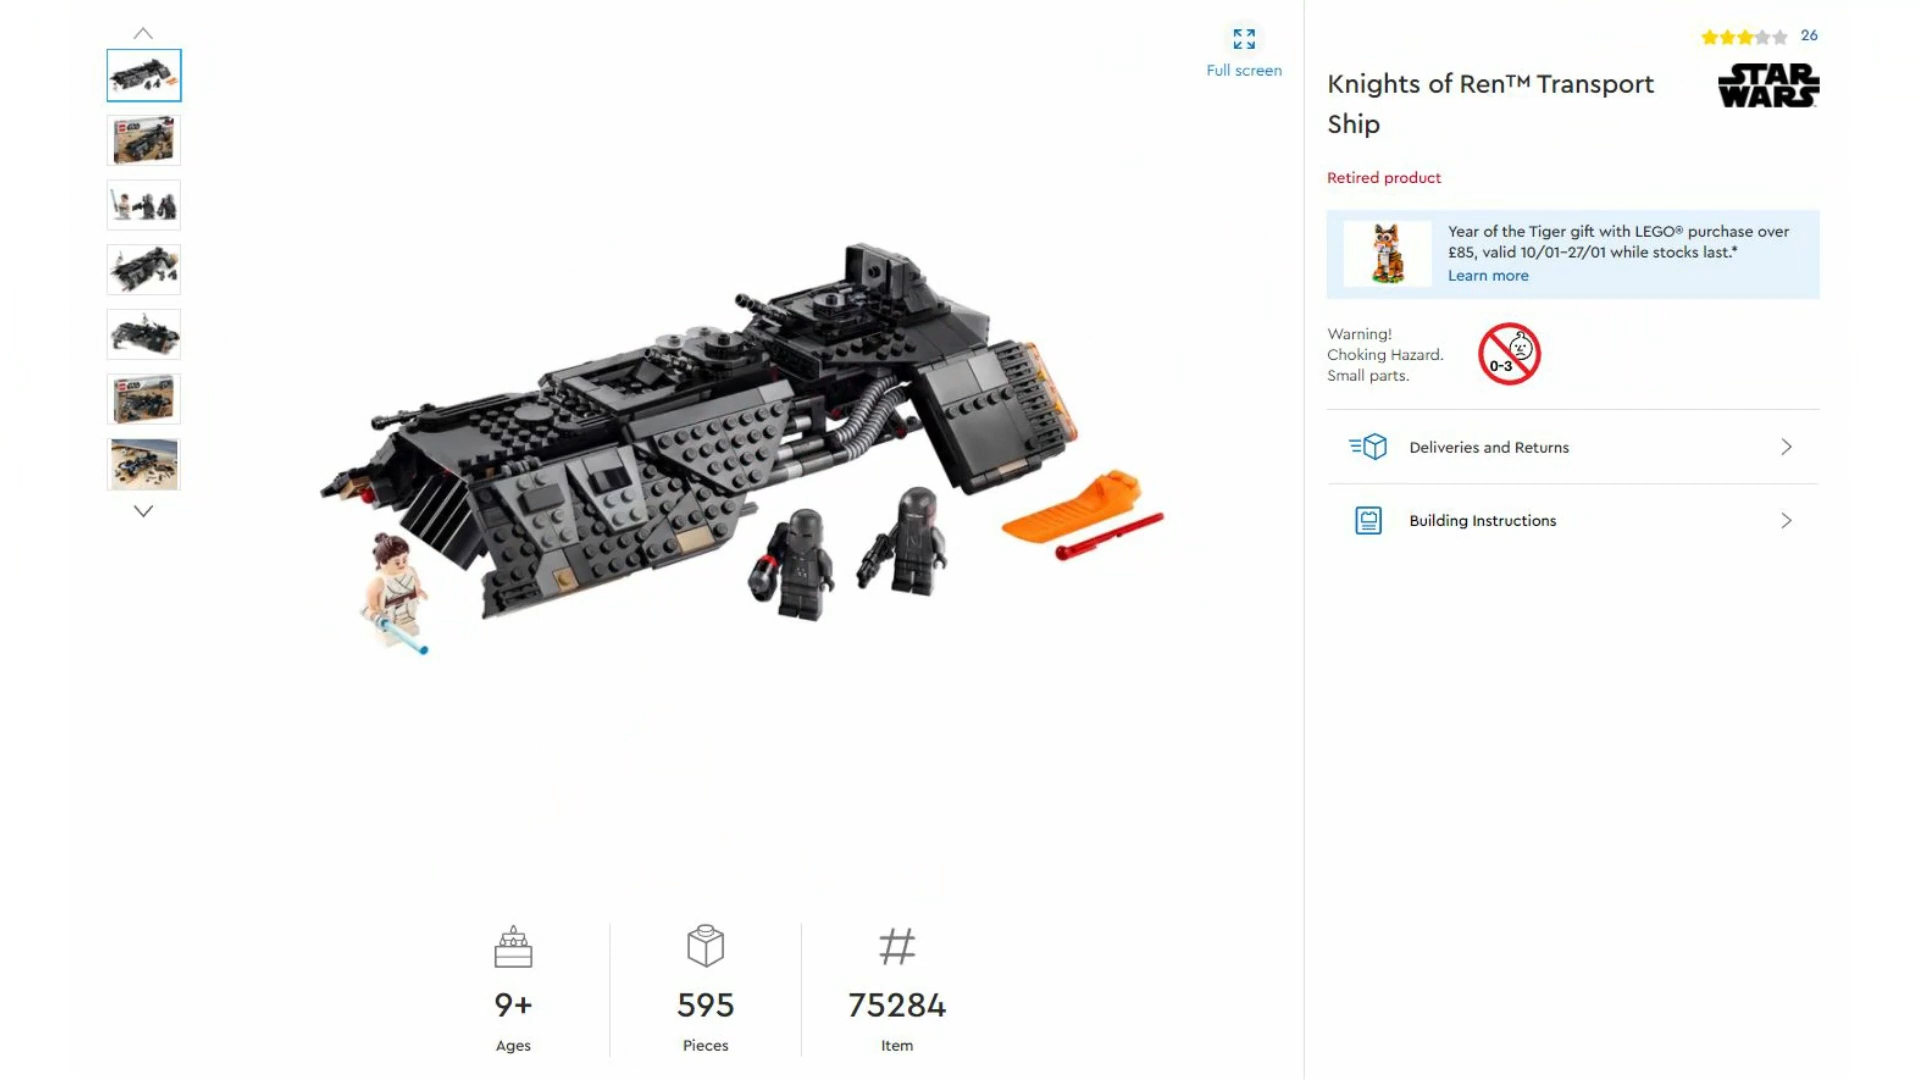 Full screen
26
Knights of Ren™ Transport
Ship
STAR
WARS
Retired product
Year of the Tiger gift with LEGO® purchase over
£85, valid 10/01-27/01 while stocks last.*
Learn more
Warning!
Choking Hazard.
Small parts.
0-3
Deliveries and Returns
Building Instructions
9+
Ages
595
Pieces
75284
Item